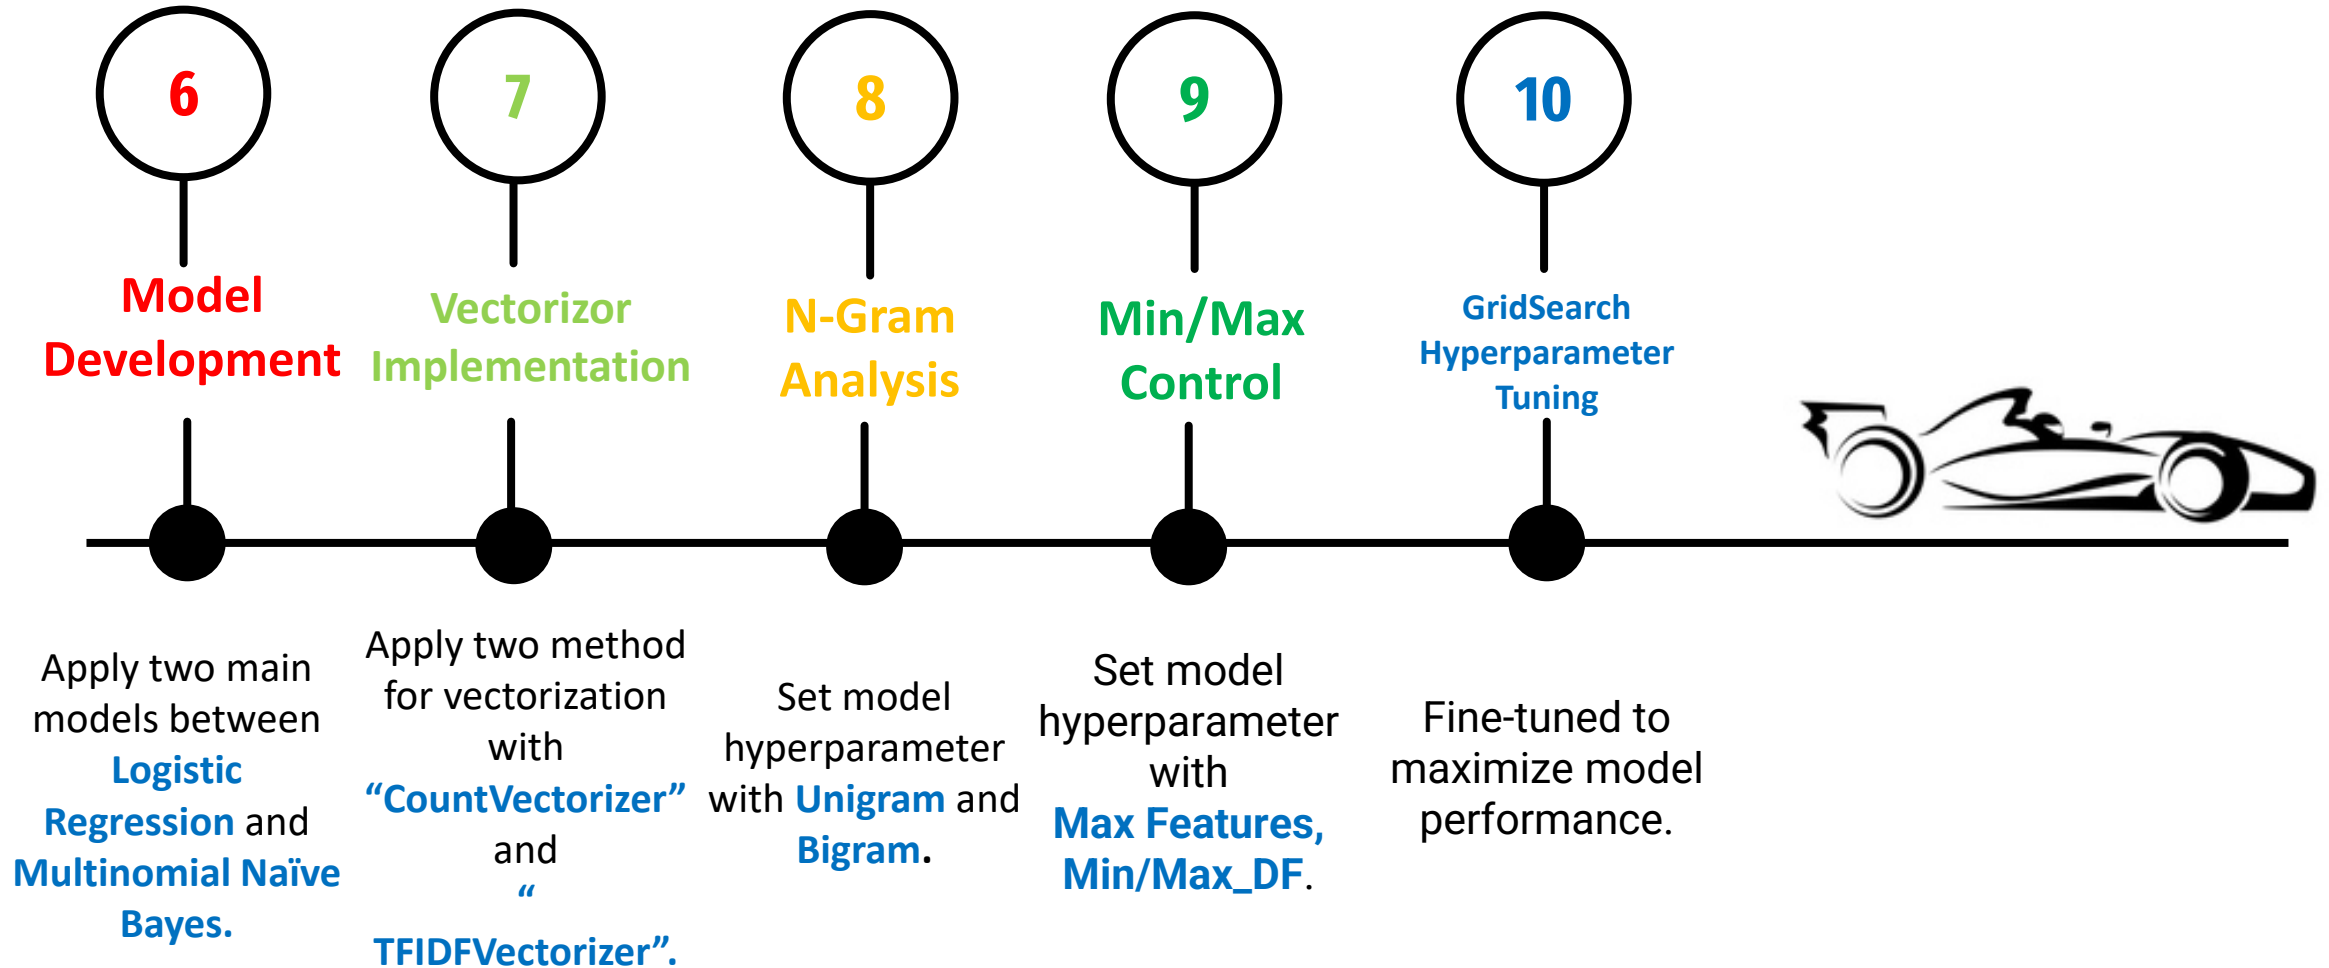 6
Model
Development
Apply two main
models between
Logistic
Regression and
Multinomial Naïve
Bayes.
7
Vectorizor
Implementation
Apply two method
for vectorization
with
“CountVectorizer”
and
“
TFIDFVectorizer”.
8
N-Gram
Analysis
Set model
hyperparameter
with Unigram and
Bigram.
9
Min/Max
Control
Set model
hyperparameter
with
Max Features,
Min/Max_DF.
10
GridSearch
Hyperparameter
Tuning
Fine-tuned to
maximize model
performance.